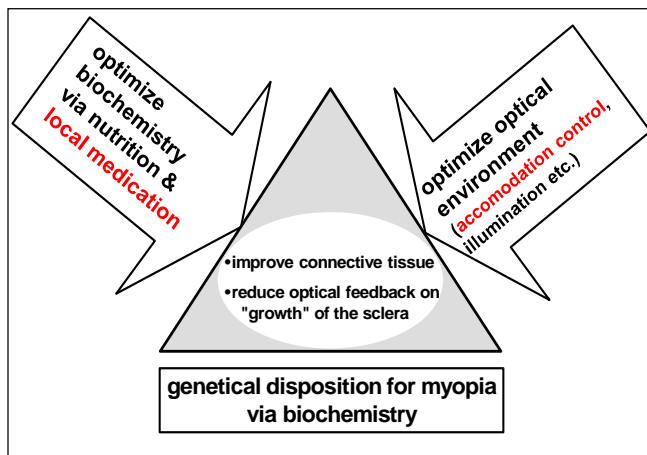 optimize
biochemistry
via nutrition &
local medication
optimize optical
environment
(accomodation control,
illumination etc.)
•improve connective tissue
•reduce optical feedback on
"growth" of the sclera
genetical disposition for myopia
via biochemistry